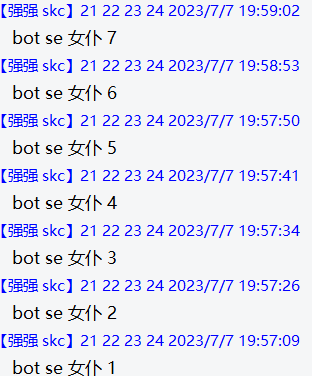 【强强 skc】21 22 23 24 2023/7/7 19:59:02
bot se 女仆 7
【强强 skc】21 22 23 24 2023/7/7 19:58:53
bot se 女仆 6
【强强 skc】21 22 23 24 2023/7/7 19:57:50
bot se 女仆 5
【强强 skc】21 22 23 24 2023/7/7 19:57:41
bot se 女仆 4
【强强 skc】21 22 23 24 2023/7/7 19:57:34
bot se 女仆 3
【强强 skc】21 22 23 24 2023/7/7 19:57:26
bot se 女仆 2
【强强 skc】21 22 23 24 2023/7/7 19:57:09
bot se 女仆 1